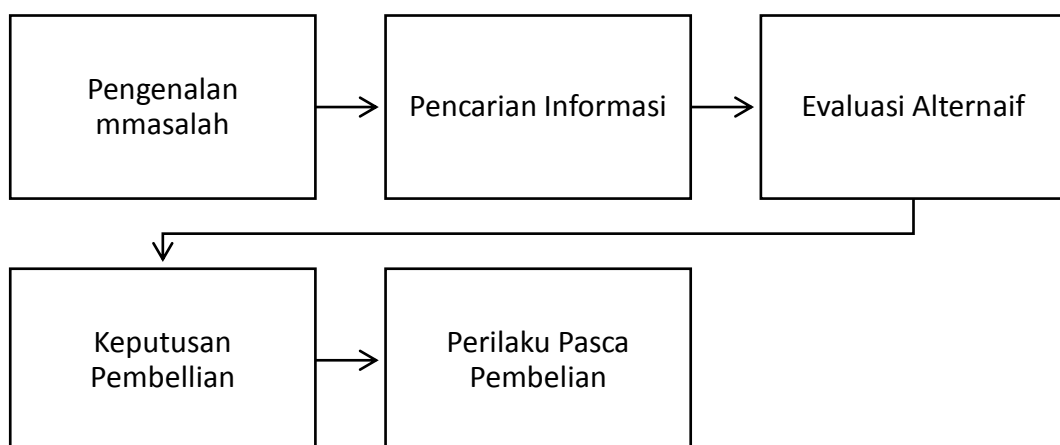 Pengenalan
mmasalah
Pencarian Informasi
Evaluasi Alternaif
Keputusan
Pembellian
Perilaku Pasca
Pembelian